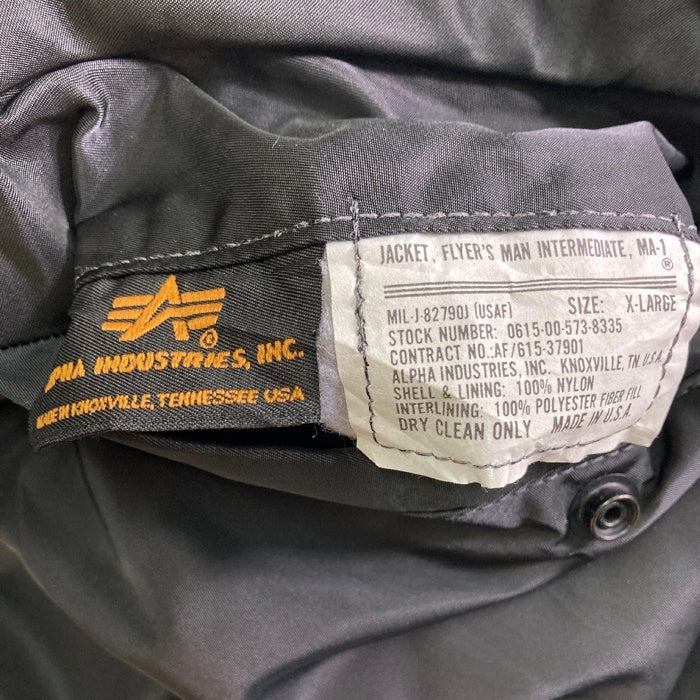 ALPHA INDUSTRIES, INC.
®
MADE IN KNOXVILLE, TENNESSEE USA
JACKET, FLYER'S MAN INTERMEDIATE, MA-1
®
MIL-J-82790J (USAF) SIZE: X-LARGE
STOCK NUMBER: 0615-00-573-8335
CONTRACT NO.:AF/615-37901
ALPHA INDUSTRIES, INC. KNOXVILLE, TN. U.S.A.
SHELL & LINING: 100% NYLON
INTERLINING: 100% POLYESTER FIBER FILL
DRY CLEAN ONLY MADE IN U.S.A.